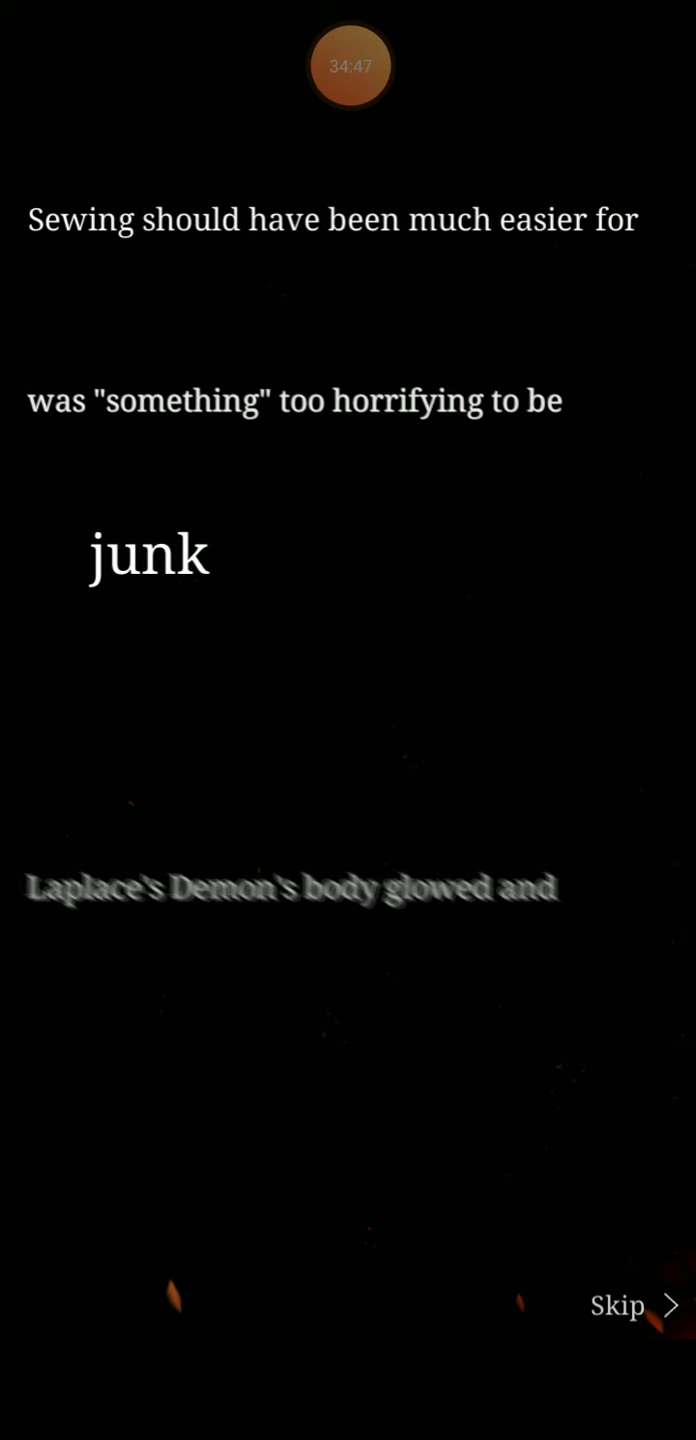 34:47
Sewing should have been much easier for
was "something" too horrifying to be
junk
Laplace's Demon's body glowed and
Skip